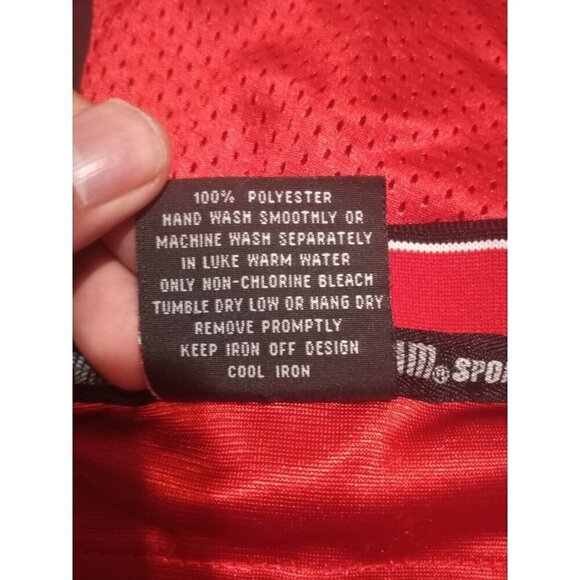 100% POLYESTER
HAND WASH SMOOTHLY OR
MACHINE WASH SEPARATELY
IN LUKE WARM WATER
ONLY NON-CHLORINE BLEACH
TUMBLE DRY LOW OR HANG DRY
REMOVE PROMPTLY
KEEP IRON OFF DESIGN
COOL IRON